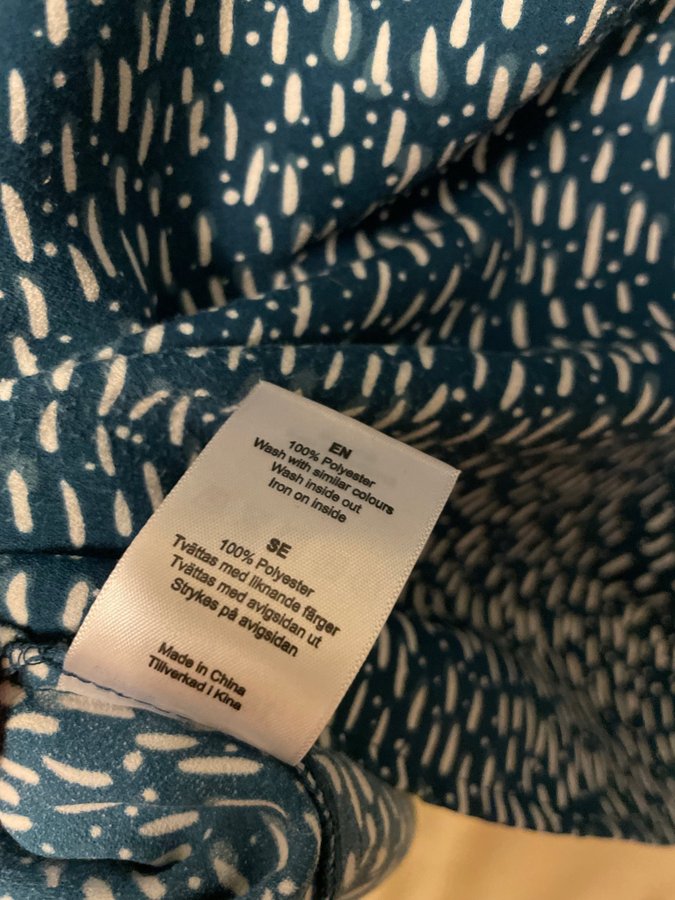 EN
100% Polyester
Wash with similar colours
Wash inside out
Iron on inside
SE
100% Polyester
Tvättas med liknande färger
Tvättas med avigsidan ut
Strykes på avigsidan
Made in China
Tillverkad i Kina